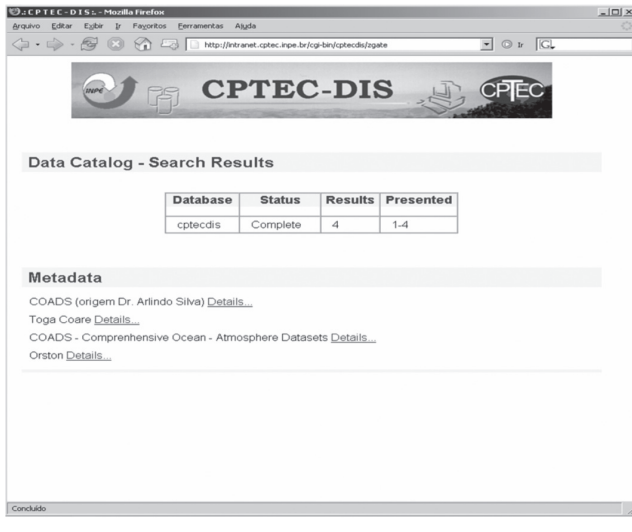 .: C P T E C - D I S :. - Mozilla Firefox
Arquivo Editar Exibir Ir Favoritos Ferramentas Ajuda
http://intranet.cptec.inpe.br/cgi-bin/cptecdis/zgate Ir G
INPE CPTEC-DIS CPTEC
Data Catalog - Search Results
Database Status Results Presented
cptecdis Complete 4 1-4
Metadata
COADS (origem Dr. Arlindo Silva) Details...
Toga Coare Details...
COADS - Comprenhensive Ocean - Atmosphere Datasets Details...
Orston Details...
Concluído